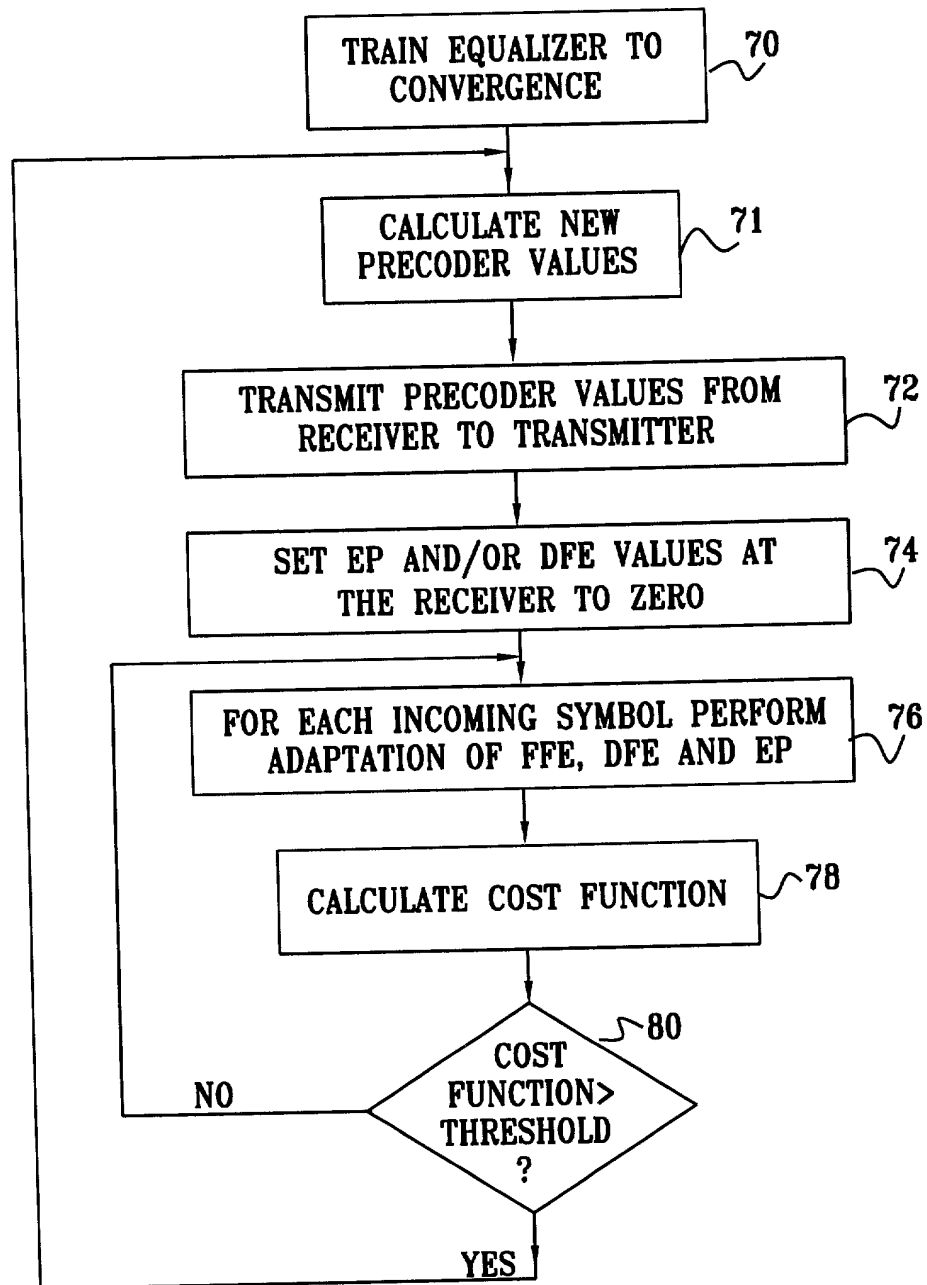 TRAIN EQUALIZER TO
CONVERGENCE
70
CALCULATE NEW
PRECODER VALUES
71
TRANSMIT PRECODER VALUES FROM
RECEIVER TO TRANSMITTER
72
SET EP AND/OR DFE VALUES AT
THE RECEIVER TO ZERO
74
FOR EACH INCOMING SYMBOL PERFORM
ADAPTATION OF FFE, DFE AND EP
76
CALCULATE COST FUNCTION
78
80
COST
FUNCTION>
THRESHOLD
?
NO
YES